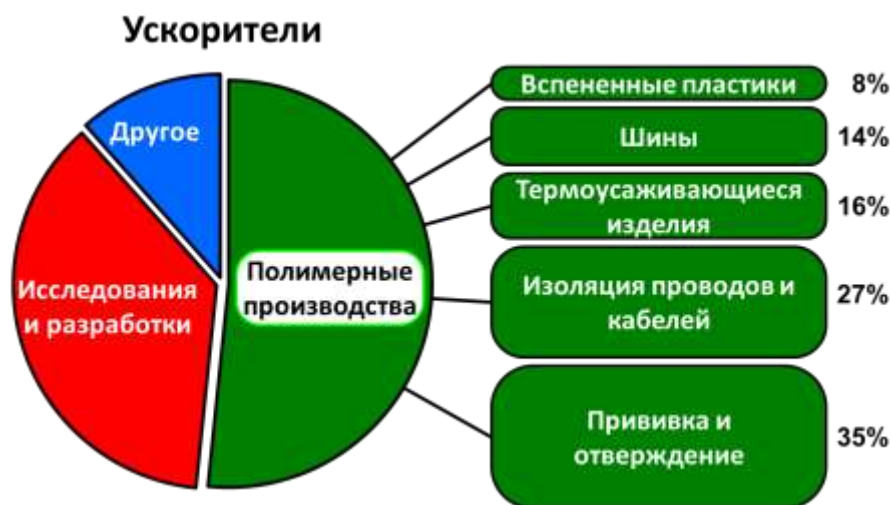 Ускорители
Другое
Исследования
и разработки
Полимерные
производства
Вспененные пластики 8%
Шины 14%
Термоусаживающиеся
изделия 16%
Изоляция проводов и
кабелей 27%
Прививка и
отверждение 35%